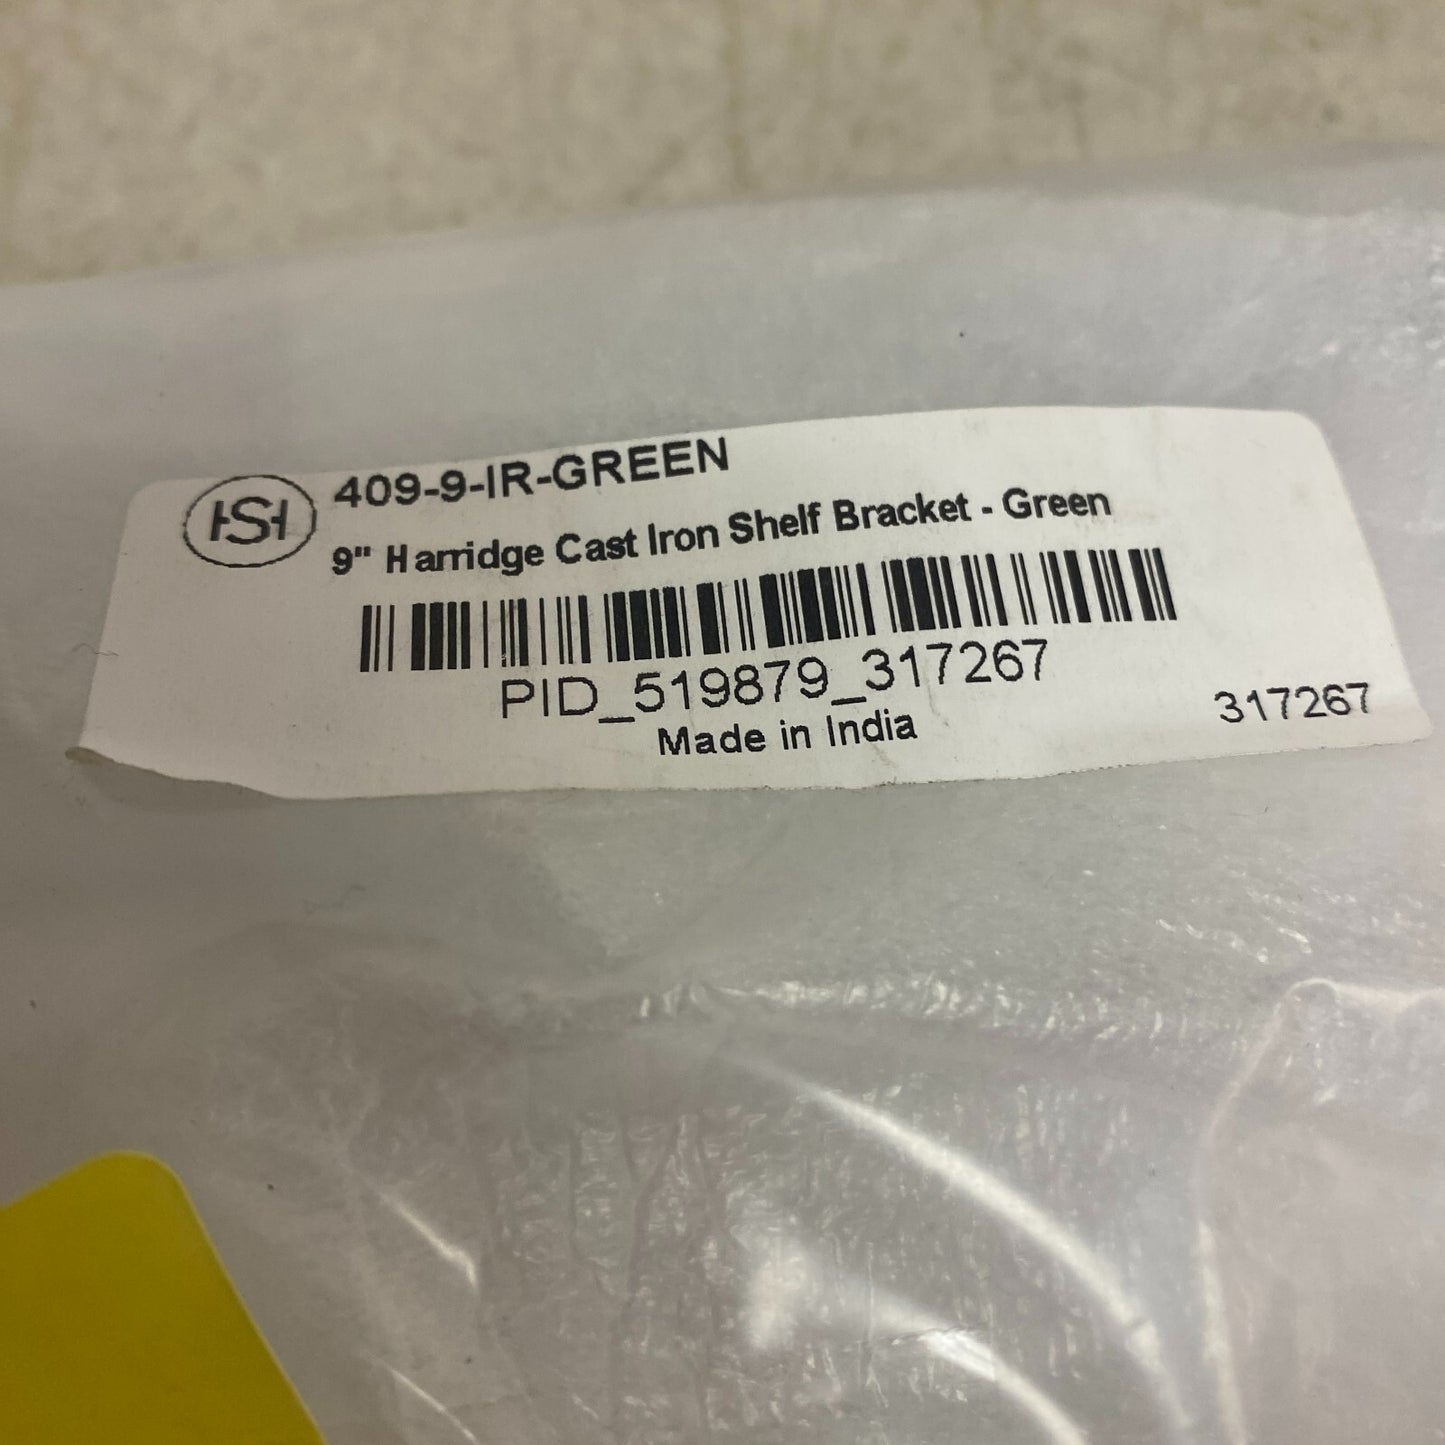 HSH
409-9-IR-GREEN
9" Harridge Cast Iron Shelf Bracket - Green
PID_519879_317267
Made in India
317267